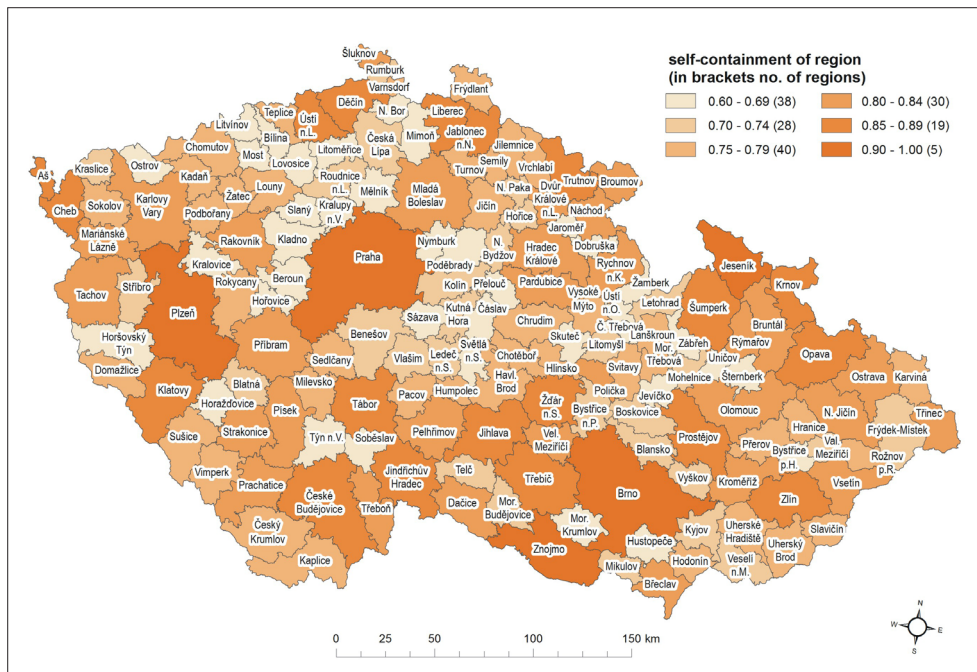 self-containment of region
(in brackets no. of regions)
0.60 - 0.69 (38)
0.80 - 0.84 (30)
0.70 - 0.74 (28)
0.85 - 0.89 (19)
0.75 - 0.79 (40)
0.90 - 1.00 (5)
Šluknov
Rumburk
Varnsdorf
Frýdlant
Děčín
N. Bor
Liberec
Teplice
Ústí
n.L.
Litvínov
Bílina
Česká
Lípa
Mimoň
Jablonec
n.N.
Jilemnice
Chomutov
Most
Litoměřice
Lovosice
Turnov
Semily
Vrchlabí
Trutnov
Broumov
Kraslice
Ostrov
Kadaň
Roudnice
n.L.
N. Paka
Dvůr
Králové
n.L.
Aš
Cheb
Sokolov
Karlovy
Vary
Žatec
Louny
Mělník
Mladá
Boleslav
Jičín
Hořice
Náchod
Podbořany
Slaný
Kralupy
n.V.
Jaroměř
Mariánské
Lázně
Rakovník
Kladno
Praha
Nymburk
N.
Bydžov
Hradec
Králové
Dobruška
Kralovice
Beroun
Poděbrady
Rychnov
n.K.
Jeseník
Tachov
Stříbro
Rokycany
Hořovice
Kolín
Přelouč
Pardubice
Žamberk
Krnov
Plzeň
Sázava
Kutná
Hora
Čáslav
Vysoké
Mýto
Ústí
n.O.
Letohrad
Šumperk
Horšovský
Týn
Příbram
Benešov
Chrudim
Č. Třebová
Lanškroun
Bruntál
Rýmařov
Domažlice
Sedlčany
Vlašim
Ledeč
n.S.
Světlá
n.S.
Chotěboř
Skuteč
Litomyšl
Mor.
Třebová
Zábřeh
Uničov
Opava
Hlinsko
Svitavy
Mohelnice
Šternberk
Ostrava
Karviná
Klatovy
Blatná
Milevsko
Havl.
Brod
Horažďovice
Písek
Tábor
Pacov
Humpolec
Polička
Jevíčko
Olomouc
Třinec
Žďár
n.S.
Bystřice
n.P.
Boskovice
N. Jičín
Frýdek-Místek
Sušice
Strakonice
Týn n.V.
Soběslav
Pelhřimov
Jihlava
Vel.
Meziříčí
Blansko
Prostějov
Přerov
Hranice
Val.
Meziříčí
Rožnov
p.R.
Bystřice
p.H.
Vimperk
Prachatice
Jindřichův
Hradec
Telč
Třebíč
Vyškov
Kroměříž
Vsetín
České
Budějovice
Třeboň
Dačice
Mor.
Budějovice
Brno
Zlín
Český
Krumlov
Mor.
Krumlov
Kyjov
Uherské
Hradiště
Slavičín
Kaplice
Znojmo
Hustopeče
Uherský
Brod
Mikulov
Hodonín
Veselí
n.M.
Břeclav
0 25 50 100 150 km
N
W E
S